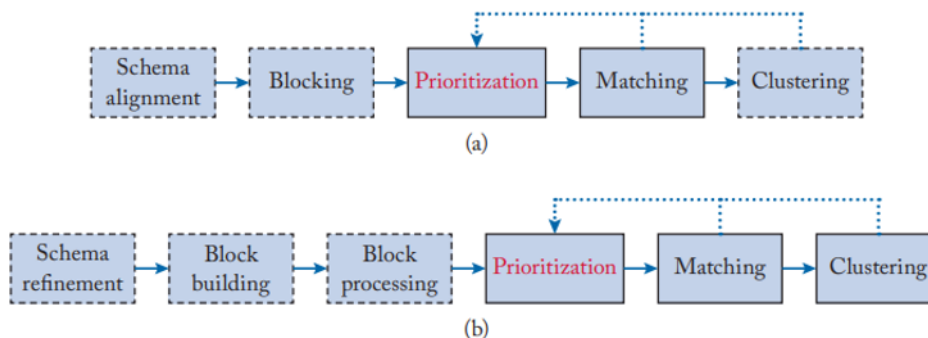 Schema
alignment
Blocking
Prioritization
Matching
Clustering
(a)
Schema
refinement
Block
building
Block
processing
Prioritization
Matching
Clustering
(b)